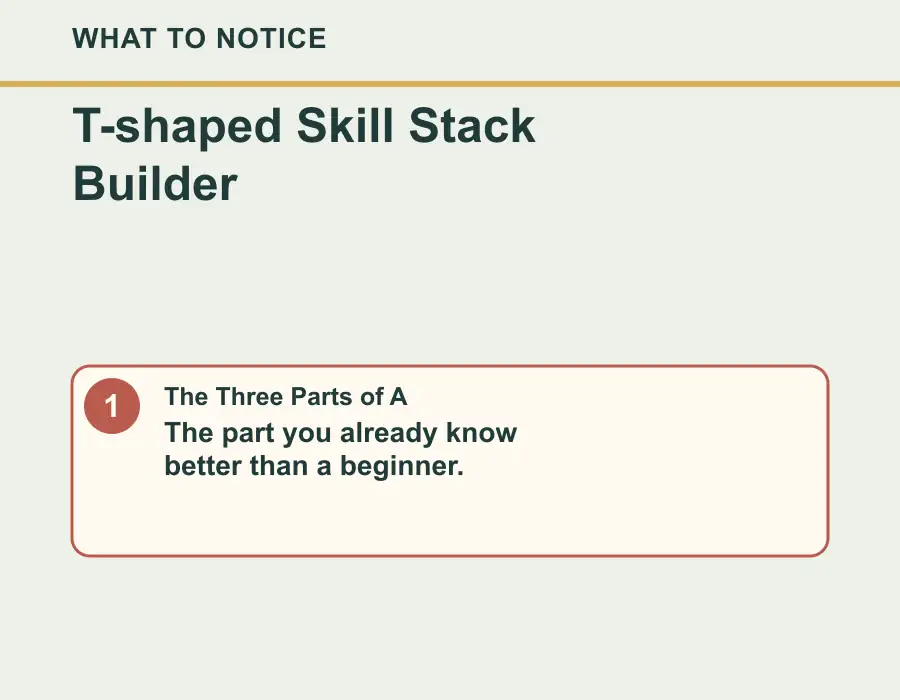 WHAT TO NOTICE
T-shaped Skill Stack
Builder
1
The Three Parts of A
The part you already know
better than a beginner.